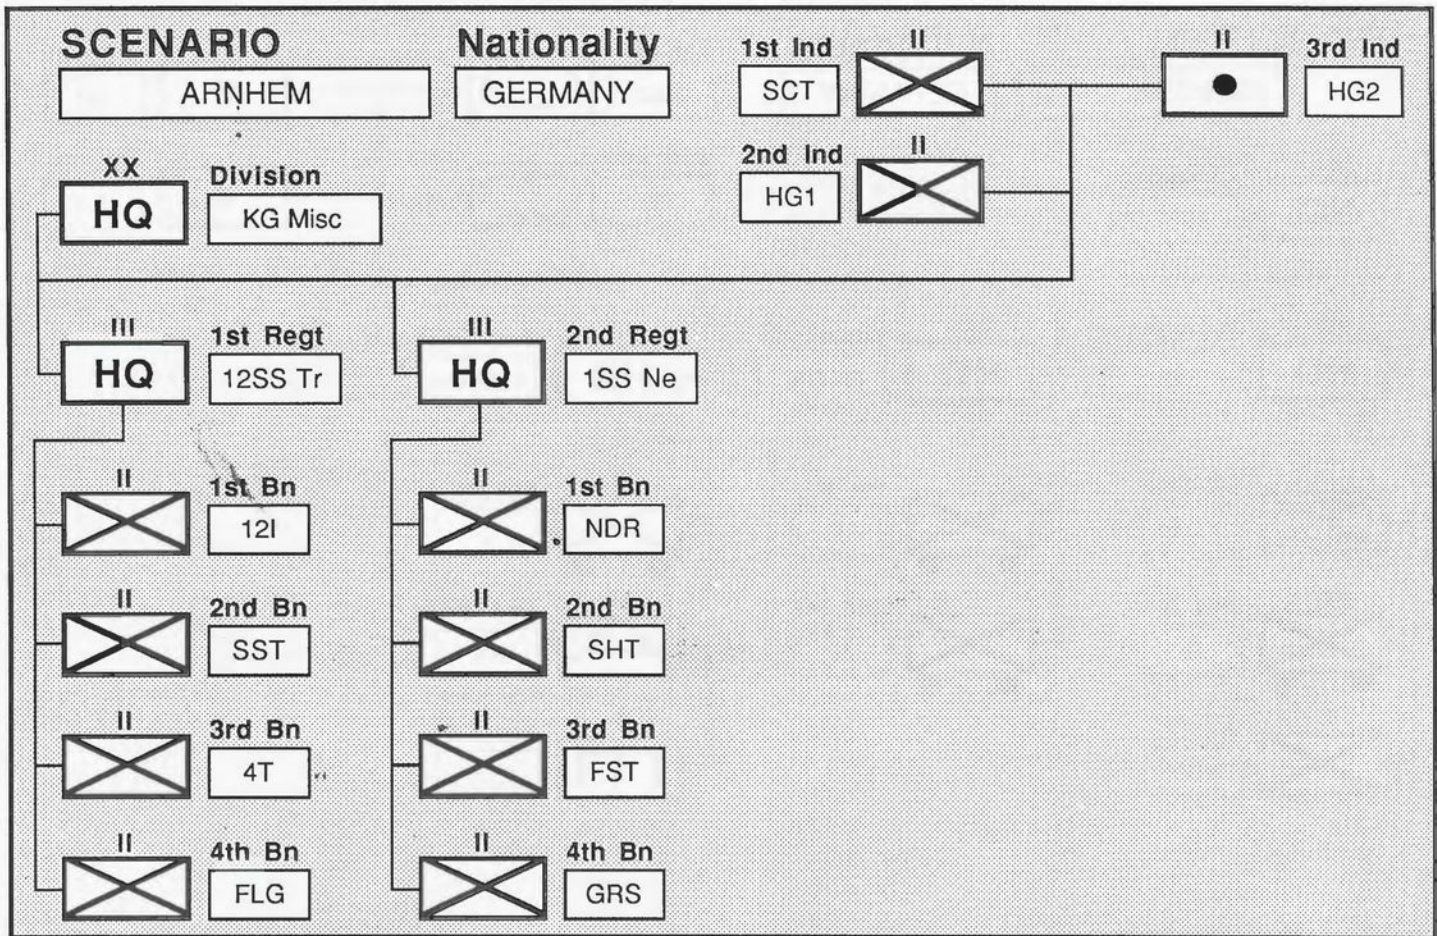 SCENARIO
ARNHEM
Nationality
GERMANY
1st Ind
SCT
II
II
3rd Ind
HG2
2nd Ind
HG1
II
XX
HQ
Division
KG Misc
III
HQ
1st Regt
12SS Tr
III
HQ
2nd Regt
1SS Ne
II
1st Bn
12I
II
1st Bn
NDR
II
2nd Bn
SST
II
2nd Bn
SHT
II
3rd Bn
4T
II
3rd Bn
FST
II
4th Bn
FLG
II
4th Bn
GRS